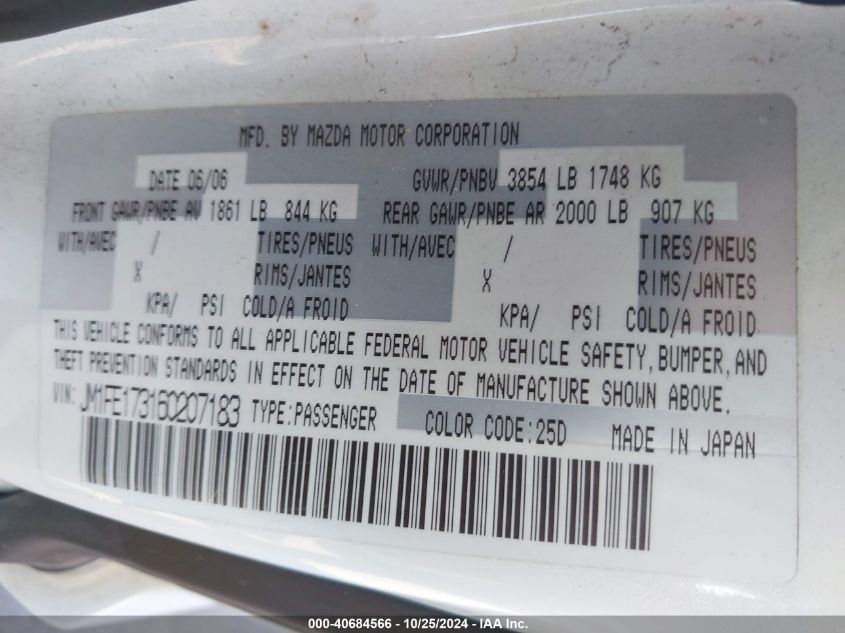 MFD. BY MAZDA MOTOR CORPORATION
DATE 06/06 GVWR/PNBV 3854 LB 1748 KG
FRONT GAWR/PNBE AV 1861 LB 844 KG REAR GAWR/PNBE AR 2000 LB 907 KG
WITH/AVEC / TIRES/PNEUS WITH/AVEC / TIRES/PNEUS
X RIMS/JANTES X RIMS/JANTES
KPA/ PSI COLD/A FROID KPA/ PSI COLD/A FROID
THIS VEHICLE CONFORMS TO ALL APPLICABLE FEDERAL MOTOR VEHICLE SAFETY, BUMPER, AND
THEFT PREVENTION STANDARDS IN EFFECT ON THE DATE OF MANUFACTURE SHOWN ABOVE.
VIN: JM1FE173160207183 TYPE:PASSENGER COLOR CODE:25D MADE IN JAPAN
000-40684566 - 10/25/2024 - IAA Inc.